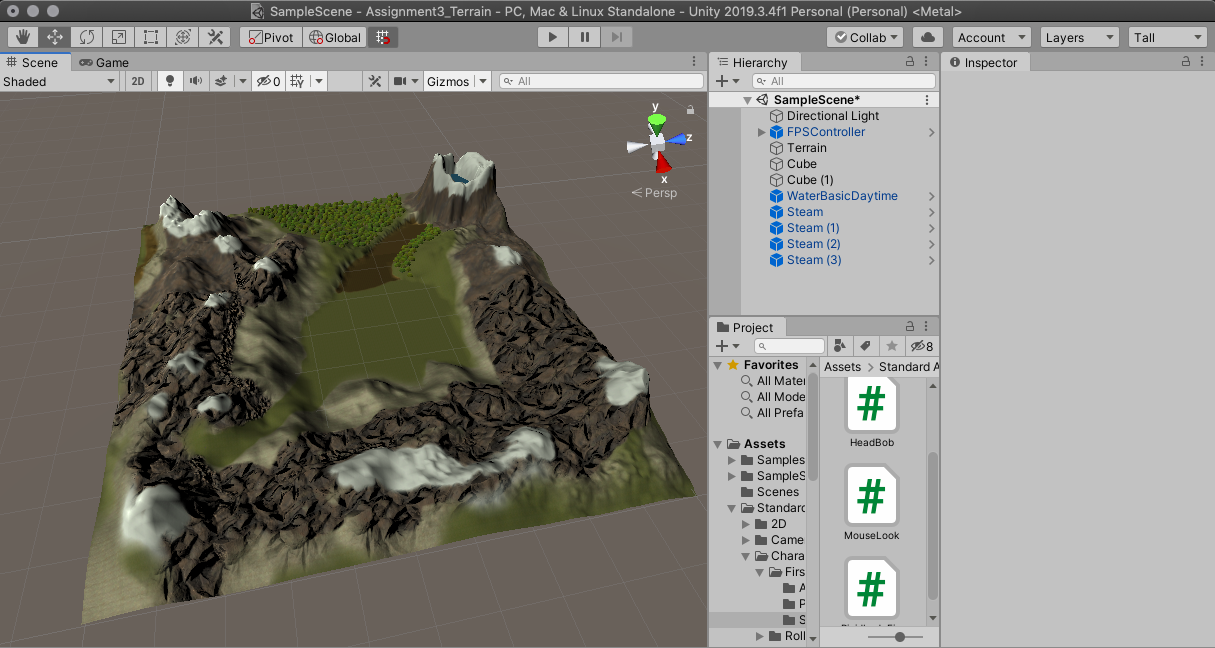 SampleScene - Assignment3_Terrain - PC, Mac & Linux Standalone - Unity 2019.3.4f1 Personal (Personal) <Metal>
Pivot Global Collab Account Layers Tall
Scene Game
Shaded 2D 0 Gizmos All
y
z
x
Persp
Hierarchy
All
SampleScene*
Directional Light
FPSController
Terrain
Cube
Cube (1)
WaterBasicDaytime
Steam
Steam (1)
Steam (2)
Steam (3)
Project
8
Favorites
All Mater
All Mode
All Prefa
Assets
Samples
SampleS
Scenes
Standard
2D
Came
Chara
Firs
A
P
S
Roll
Assets > Standard A
#
HeadBob
#
MouseLook
#
Inspector